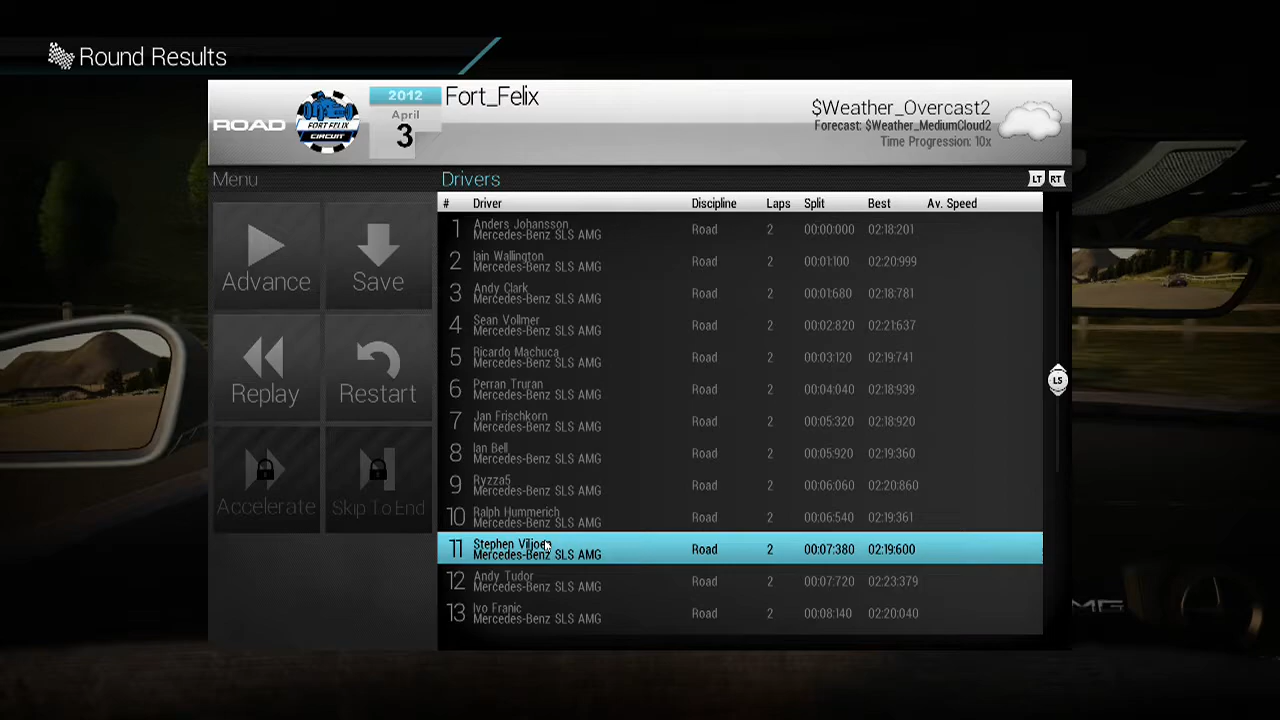 Round Results
ROAD
FORT FELIX
CIRCUIT
2012
April
3
Fort_Felix
$Weather_Overcast2
Forecast: $Weather_MediumCloud2
Time Progression: 10x
Menu
Advance
Save
Replay
Restart
Accelerate
Skip To End
Drivers
LT RT
# Driver Discipline Laps Split Best Av. Speed
1 Anders Johansson Road 2 00:00:000 02:18:201
Mercedes-Benz SLS AMG
2 Iain Wallington Road 2 00:01:100 02:20:999
Mercedes-Benz SLS AMG
3 Andy Clark Road 2 00:01:680 02:18:781
Mercedes-Benz SLS AMG
4 Sean Vollmer Road 2 00:02:820 02:21:637
Mercedes-Benz SLS AMG
5 Ricardo Machuca Road 2 00:03:120 02:19:741
Mercedes-Benz SLS AMG
6 Perran Truran Road 2 00:04:040 02:18:939
Mercedes-Benz SLS AMG
7 Jan Frischkorn Road 2 00:05:320 02:18:920
Mercedes-Benz SLS AMG
8 Ian Bell Road 2 00:05:920 02:19:360
Mercedes-Benz SLS AMG
9 Ryzza5 Road 2 00:06:060 02:20:860
Mercedes-Benz SLS AMG
10 Ralph Hummerich Road 2 00:06:540 02:19:361
Mercedes-Benz SLS AMG
11 Stephen Viljoen Road 2 00:07:380 02:19:600
Mercedes-Benz SLS AMG
12 Andy Tudor Road 2 00:07:720 02:23:379
Mercedes-Benz SLS AMG
13 Ivo Franic Road 2 00:08:140 02:20:040
Mercedes-Benz SLS AMG
LS